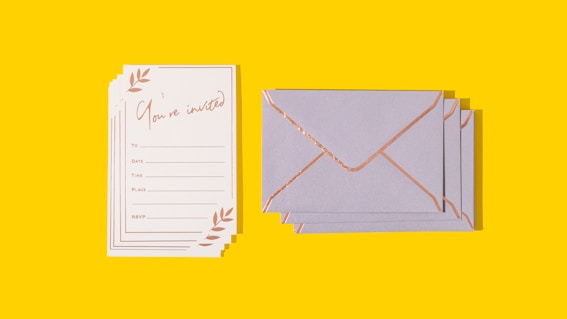 You're invited
TO
DATE
TIME
PLACE
RSVP